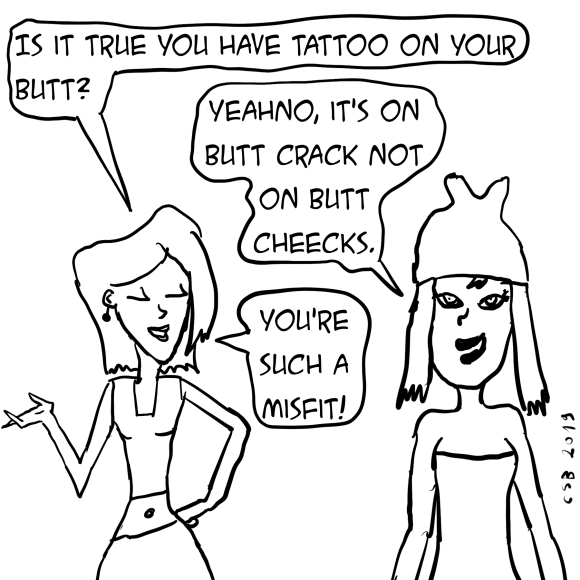 IS IT TRUE YOU HAVE TATTOO ON YOUR
BUTT?
YEAHNO, IT'S ON
BUTT CRACK NOT
ON BUTT
CHEECKS.
YOU'RE
SUCH A
MISFIT!
CSB 2019